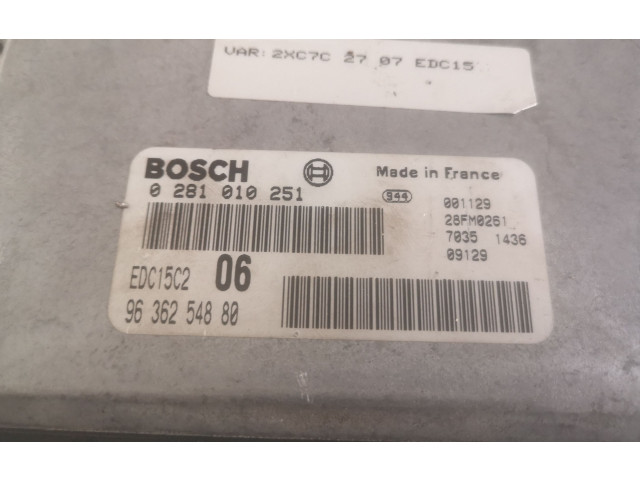 VAR: 2XC7C 27 07 EDC15
BOSCH
Made in France
0 281 010 251
944
001129
28FM0261
7035 1436
09129
EDC15C2 06
96 362 548 80